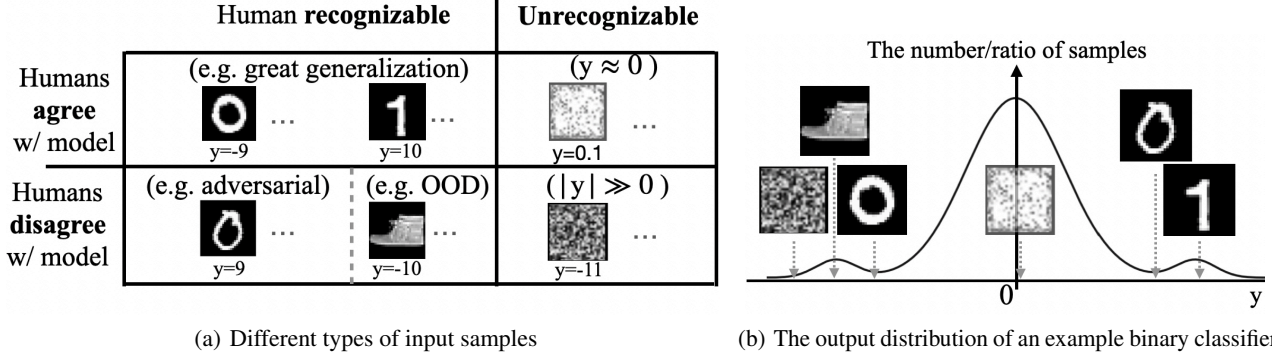 Human recognizable
Unrecognizable
Humans
agree
w/ model
(e.g. great generalization)
...
...
y=-9
y=10
(y ≈ 0 )
...
y=0.1
Humans
disagree
w/ model
(e.g. adversarial)
...
y=9
(e.g. OOD)
...
y=-10
(|y| ≫ 0 )
...
y=-11
(a) Different types of input samples
The number/ratio of samples
0
y
(b) The output distribution of an example binary classifier